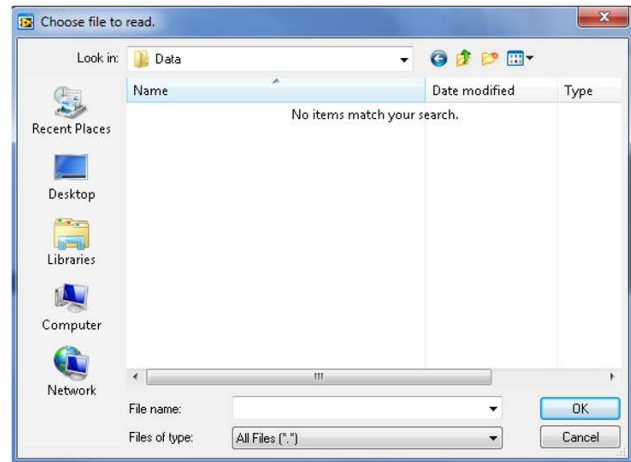 Choose file to read.
Look in:
Data
Name
Date modified
Type
No items match your search.
Recent Places
Desktop
Libraries
Computer
Network
File name:
OK
Files of type:
All Files (*.*)
Cancel